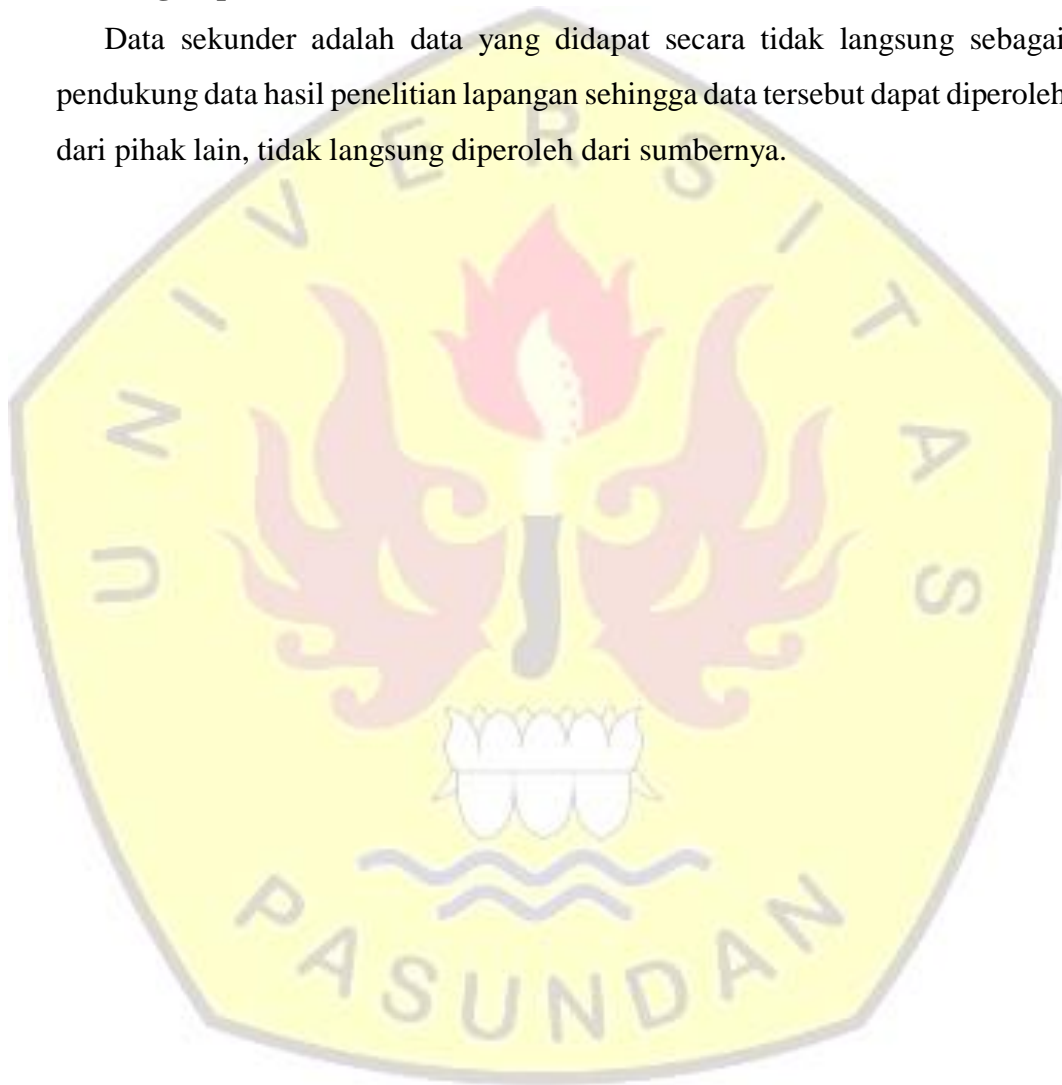 Data sekunder adalah data yang didapat secara tidak langsung sebagai
pendukung data hasil penelitian lapangan sehingga data tersebut dapat diperoleh
dari pihak lain, tidak langsung diperoleh dari sumbernya.
UNIVERSITAS
PASUNDAN